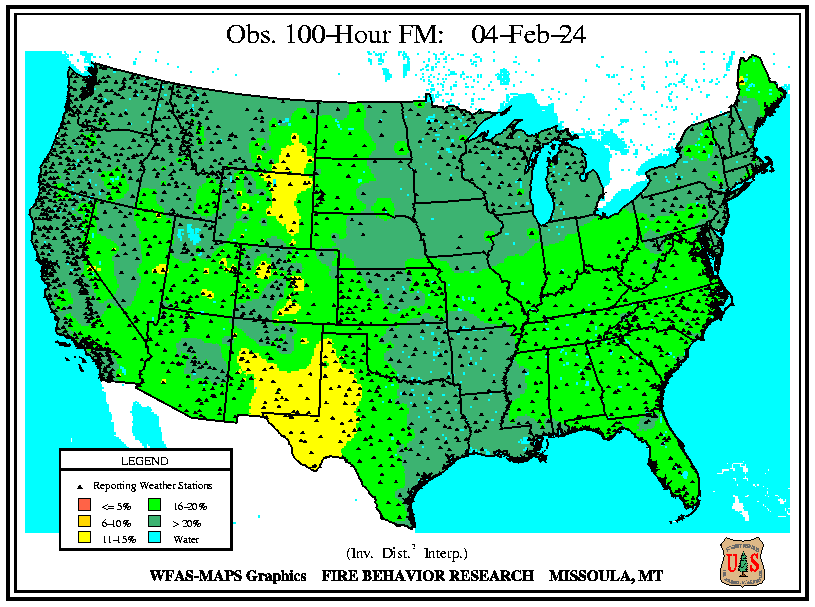 Obs. 100-Hour FM: 04-Feb-24
LEGEND
Reporting Weather Stations
<= 5% 16-20%
6-10% > 20%
11-15% Water
(Inv. Dist.² Interp.)
WFAS-MAPS Graphics FIRE BEHAVIOR RESEARCH MISSOULA, MT
U S